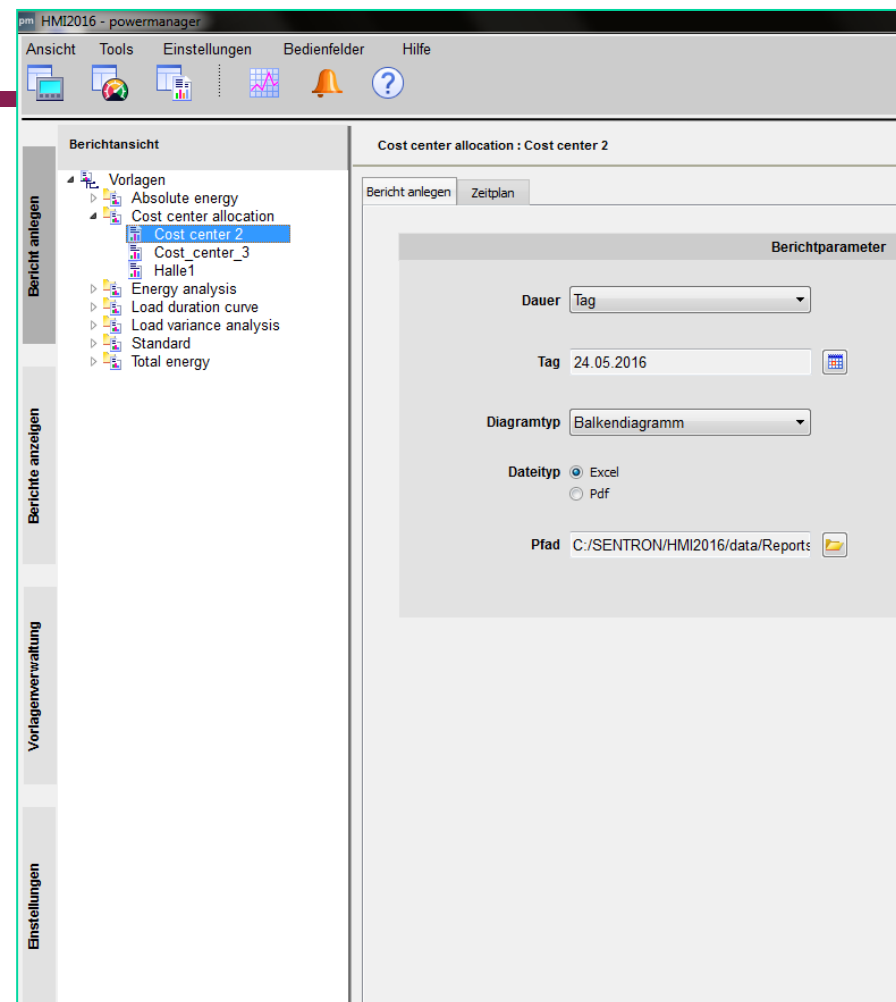 pm HMI2016 - powermanager
Ansicht Tools Einstellungen Bedienfelder Hilfe
?
Bericht anlegen
Berichte anzeigen
Vorlagenverwaltung
Einstellungen
Berichtansicht
Vorlagen
Absolute energy
Cost center allocation
Cost center 2
Cost_center_3
Halle1
Energy analysis
Load duration curve
Load variance analysis
Standard
Total energy
Cost center allocation : Cost center 2
Bericht anlegen Zeitplan
Berichtparameter
Dauer Tag
Tag 24.05.2016
Diagramtyp Balkendiagramm
Dateityp Excel
Pdf
Pfad C:/SENTRON/HMI2016/data/Reports